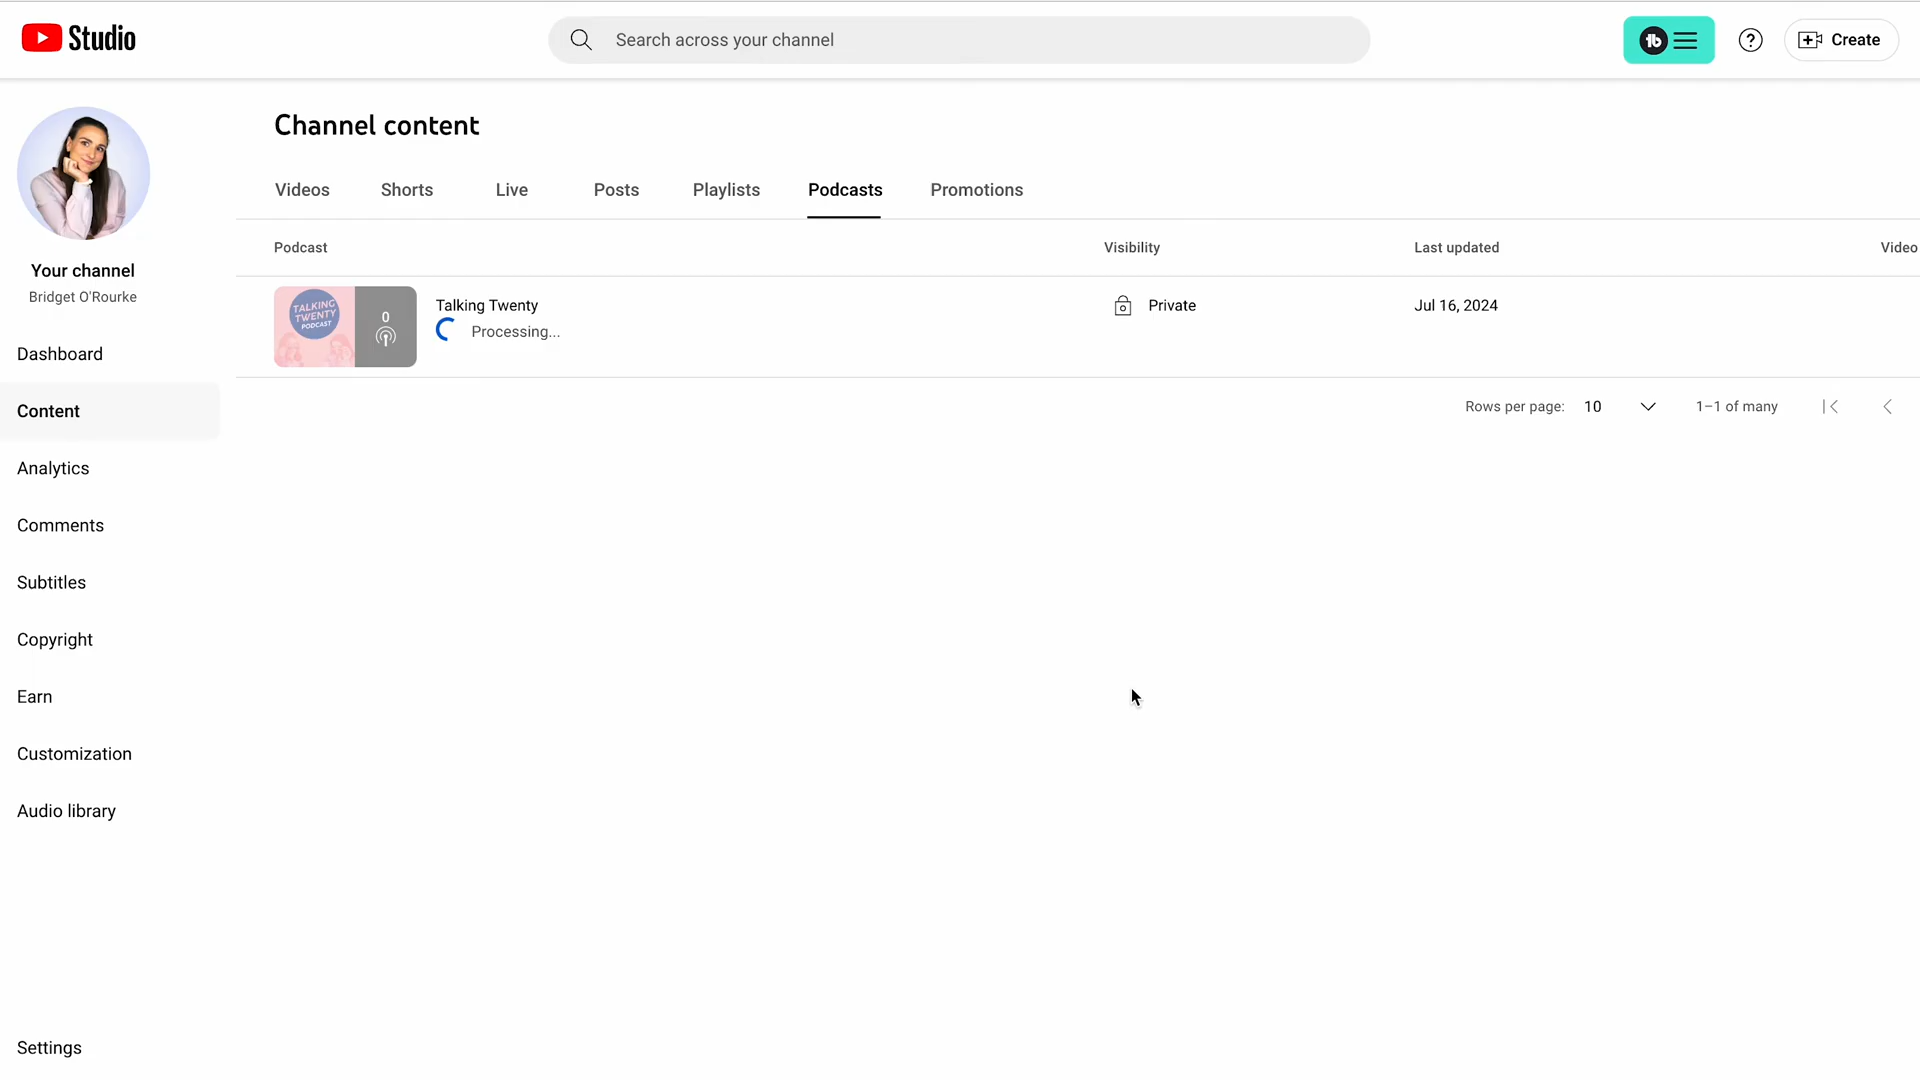 Studio
Search across your channel
tb
Create
Channel content
Videos Shorts Live Posts Playlists Podcasts Promotions
Podcast Visibility Last updated Video
TALKING
TWENTY
PODCAST
0
Talking Twenty
Processing...
Private
Jul 16, 2024
Rows per page: 10 1–1 of many
Your channel
Bridget O'Rourke
Dashboard
Content
Analytics
Comments
Subtitles
Copyright
Earn
Customization
Audio library
Settings